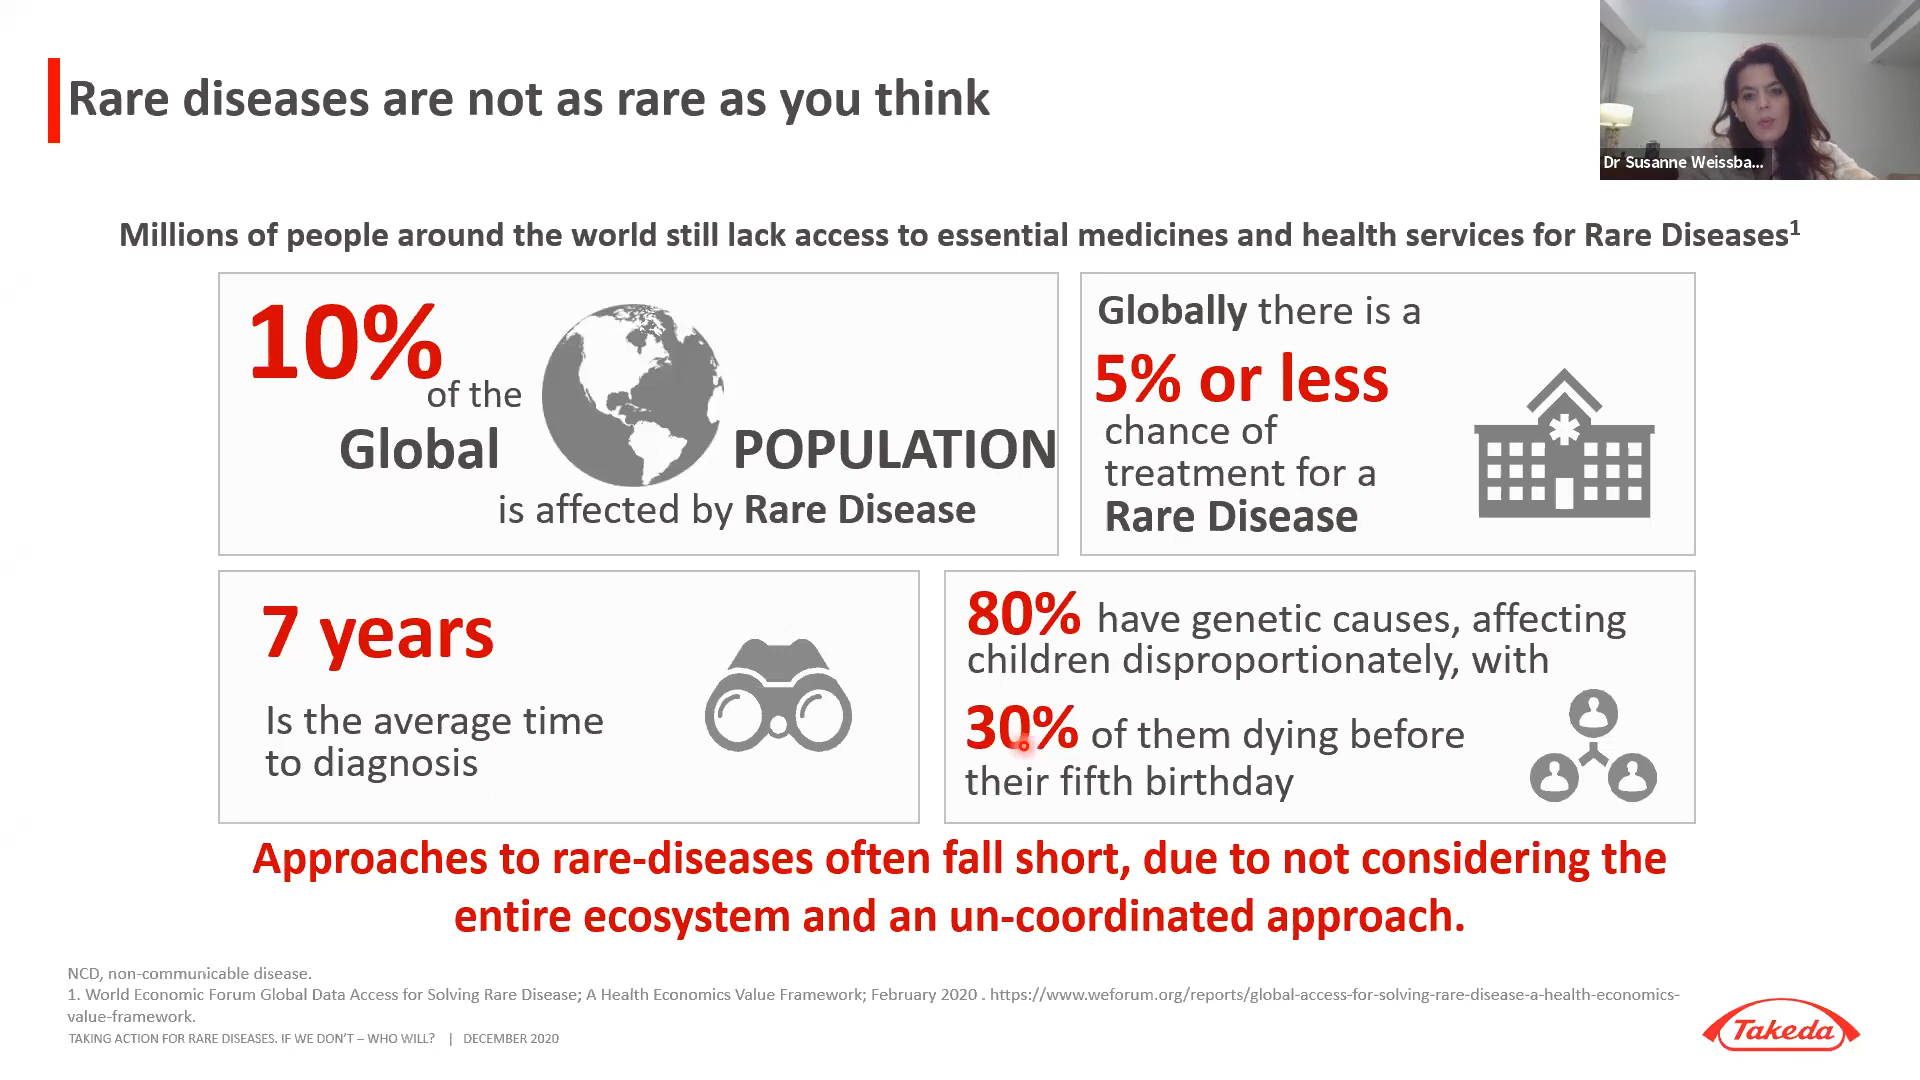 Rare diseases are not as rare as you think
Dr Susanne Weissba...
Millions of people around the world still lack access to essential medicines and health services for Rare Diseases¹
10%
of the
Global
POPULATION
is affected by Rare Disease
Globally there is a
5% or less
chance of
treatment for a
Rare Disease
7 years
Is the average time
to diagnosis
80% have genetic causes, affecting
children disproportionately, with
30% of them dying before
their fifth birthday
Approaches to rare-diseases often fall short, due to not considering the
entire ecosystem and an un-coordinated approach.
NCD, non-communicable disease.
1. World Economic Forum Global Data Access for Solving Rare Disease; A Health Economics Value Framework; February 2020 . https://www.weforum.org/reports/global-access-for-solving-rare-disease-a-health-economics-
value-framework.
TAKING ACTION FOR RARE DISEASES. IF WE DON'T – WHO WILL? | DECEMBER 2020
Takeda